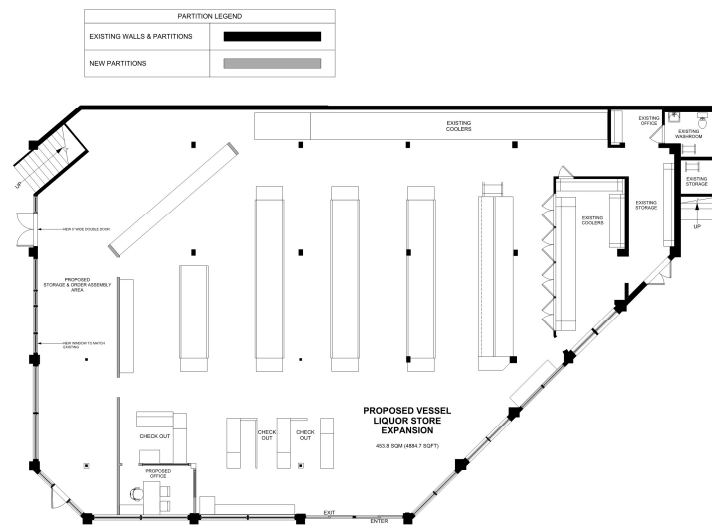 PARTITION LEGEND
EXISTING WALLS & PARTITIONS
NEW PARTITIONS
EXISTING
COOLERS
EXISTING
OFFICE
EXISTING
WASHROOM
EXISTING
STORAGE
UP
EXISTING
STORAGE
EXISTING
COOLERS
UP
NEW 5' WIDE DOUBLE DOOR
PROPOSED
STORAGE & ORDER ASSEMBLY
AREA
NEW WINDOW TO MATCH
EXISTING
PROPOSED VESSEL
LIQUOR STORE
EXPANSION
453.8 SQM (4884.7 SQFT)
CHECK OUT
CHECK
OUT
CHECK
OUT
PROPOSED
OFFICE
EXIT
ENTER